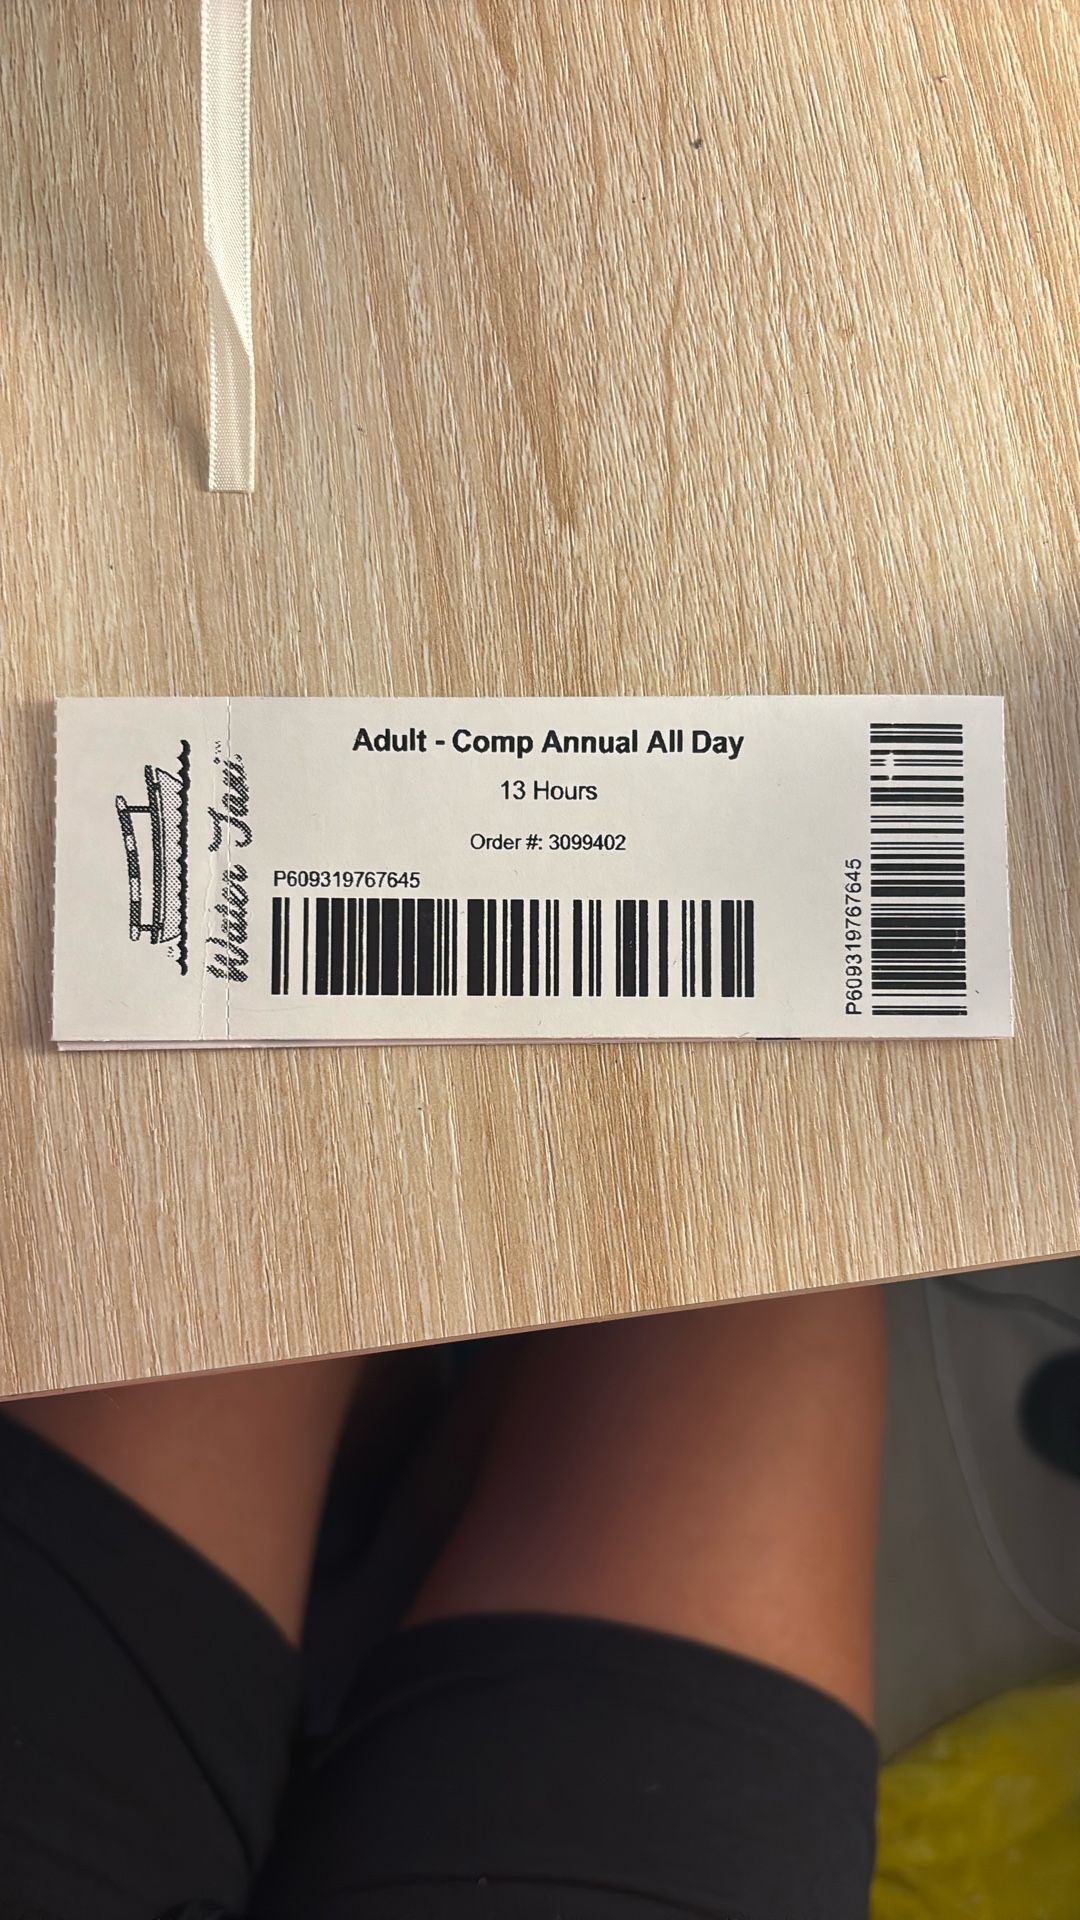 Water Taxi
Adult - Comp Annual All Day
13 Hours
Order #: 3099402
P609319767645
P609319767645